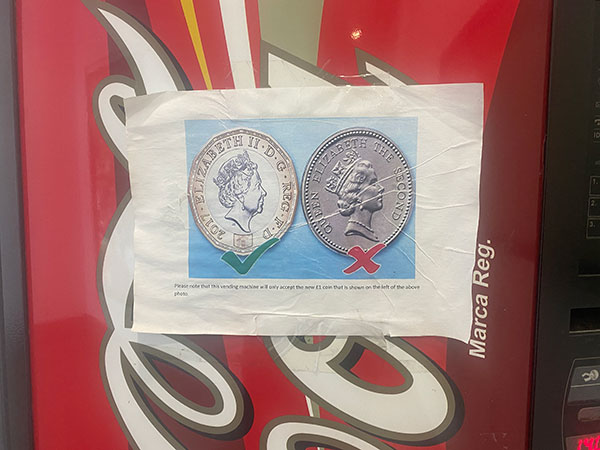 2017 · ELIZABETH II · D · G · REG · F · D
QUEEN ELIZABETH THE SECOND
Please note that this vending machine will only accept the new £1 coin that is shown on the left of the above
photo.
Marca Reg.